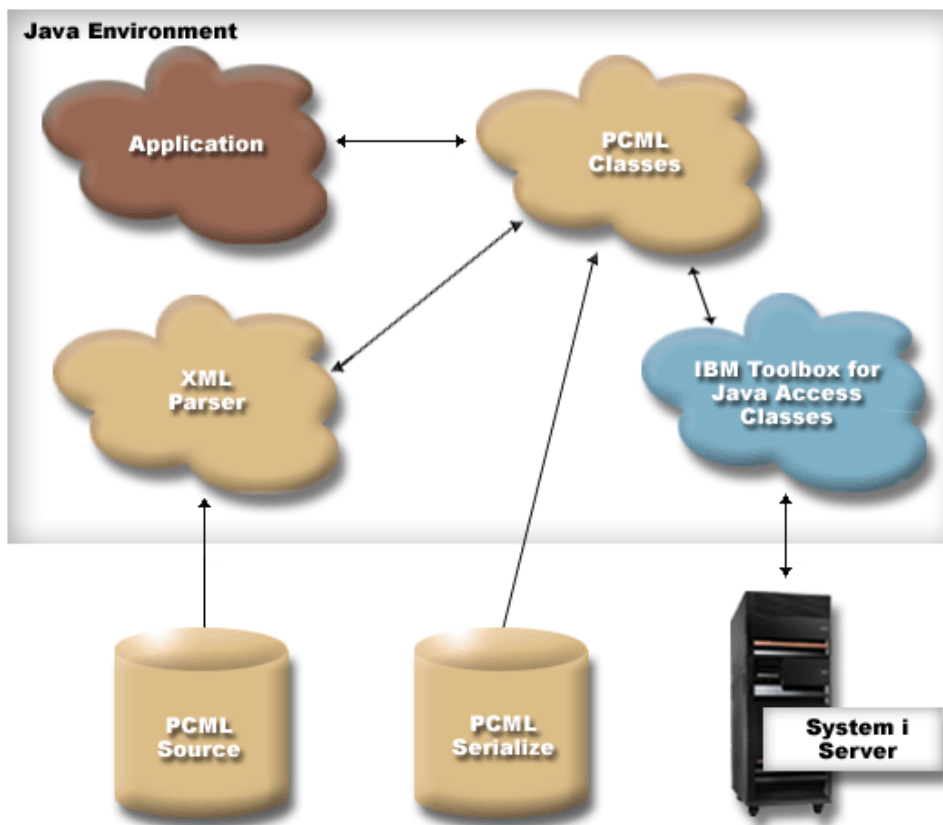 Java Environment
Application
PCML
Classes
XML
Parser
IBM Toolbox for
Java Access
Classes
PCML
Source
PCML
Serialize
System i
Server